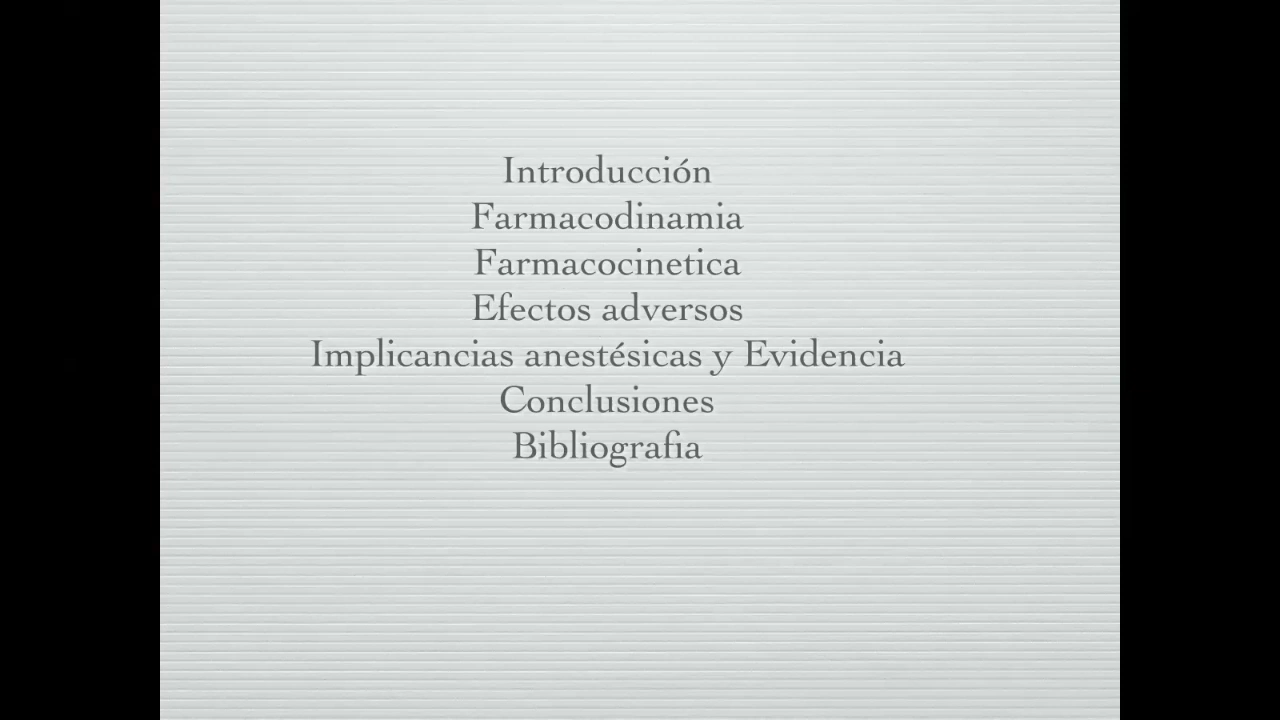 Introducción
Farmacodinamia
Farmacocinetica
Efectos adversos
Implicancias anestésicas y Evidencia
Conclusiones
Bibliografia